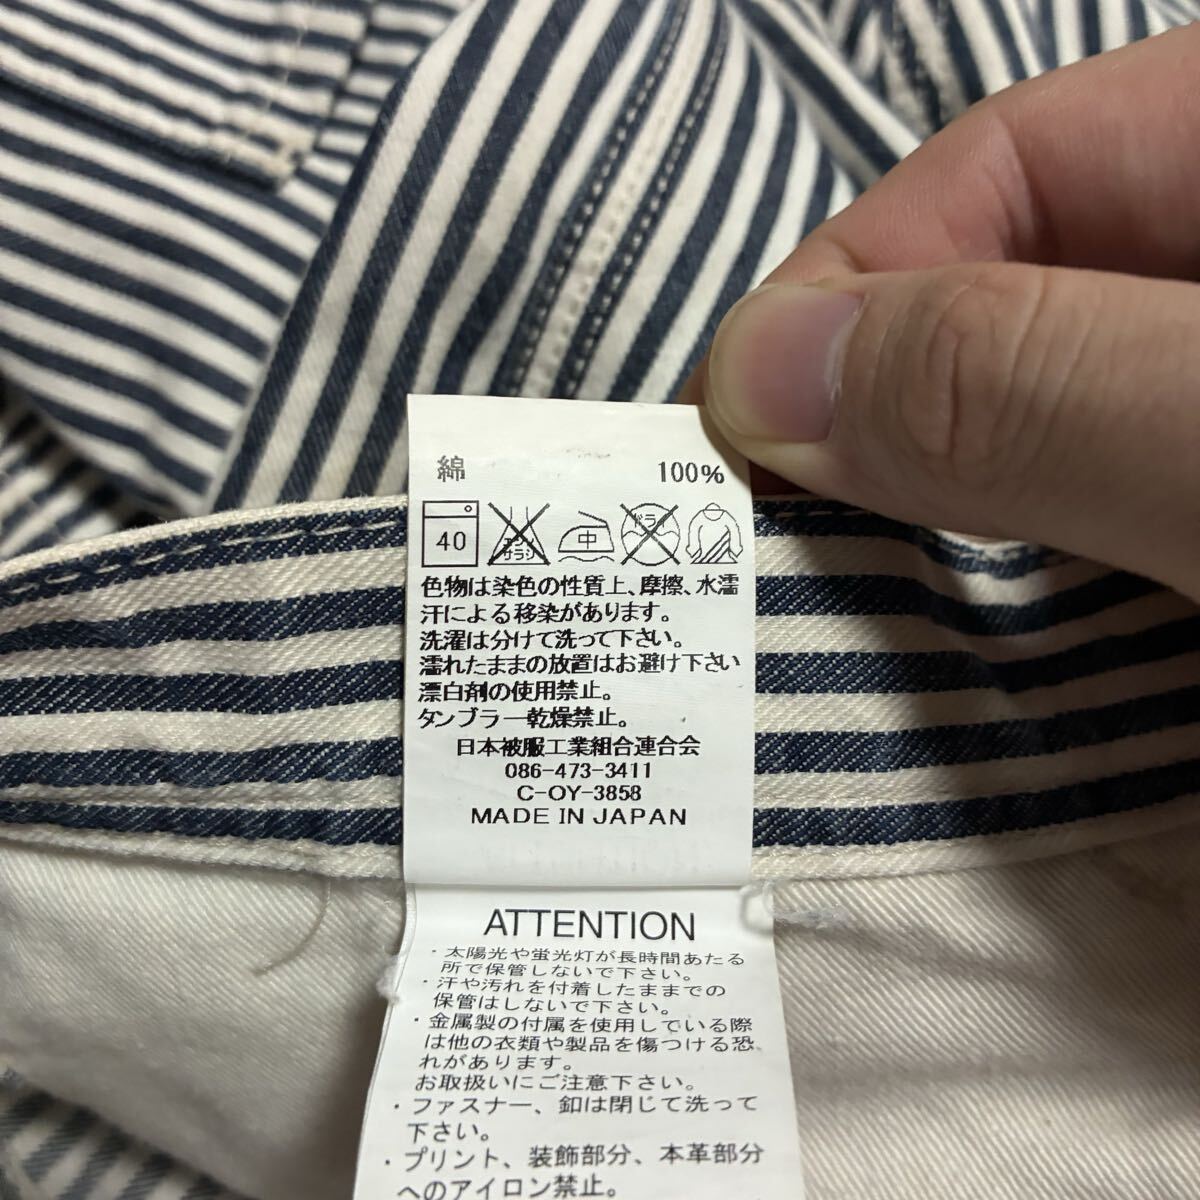 綿 100%
40 エンソ サラシ 中 ドライ
色物は染色の性質上、摩擦、水濡
汗による移染があります。
洗濯は分けて洗って下さい。
濡れたままの放置はお避け下さい
漂白剤の使用禁止。
タンブラー乾燥禁止。
日本被服工業組合連合会
086-473-3411
C-OY-3858
MADE IN JAPAN
ATTENTION
・太陽光や蛍光灯が長時間あたる
所で保管しないで下さい。
・汗や汚れを付着したままでの
保管はしないで下さい。
・金属製の付属を使用している際
は他の衣類や製品を傷つける恐
れがあります。
お取扱いにご注意下さい。
・ファスナー、釦は閉じて洗って
下さい。
・プリント、装飾部分、本革部分
へのアイロン禁止。